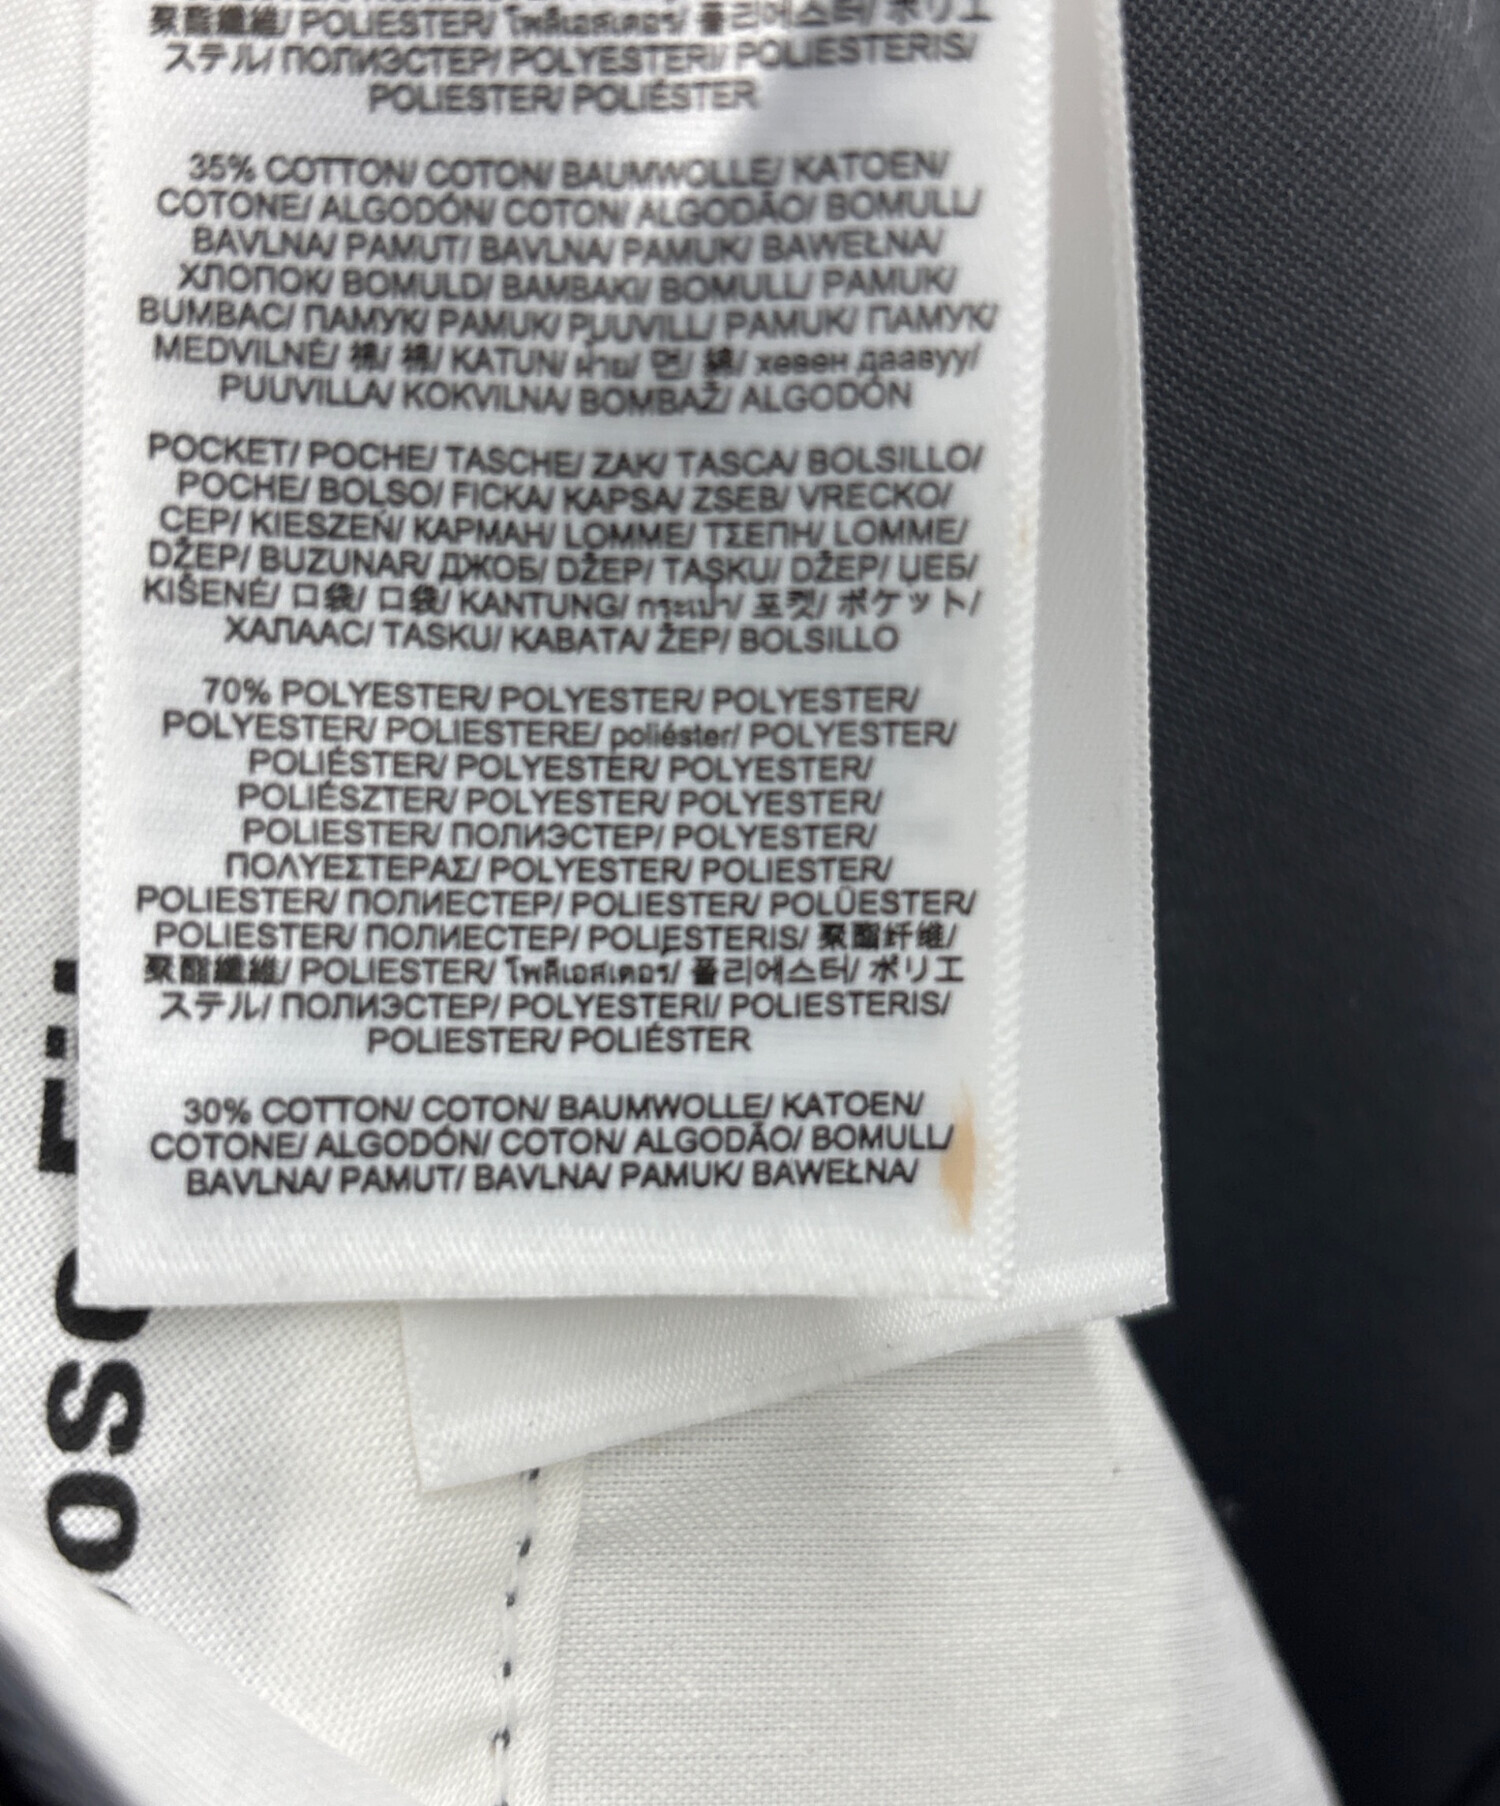 聚酯纖維/ POLIESTER/ โพลีเอสเตอร์/ 폴리에스터/ ポリエ
ステル/ ПОЛИЭСТЕР/ POLYESTERI/ POLIESTERIS/
POLIESTER/ POLIÉSTER
35% COTTON/ COTON/ BAUMWOLLE/ KATOEN/
COTONE/ ALGODÓN/ COTON/ ALGODÃO/ BOMULL/
BAVLNA/ PAMUT/ BAVLNA/ PAMUK/ BAWEŁNA/
ХЛОПОК/ BOMULD/ BAMBAKI/ BOMULL/ PAMUK/
BUMBAC/ ПАМУК/ PAMUK/ PUUVILL/ PAMUK/ ПАМУК/
MEDVILNĖ/ 棉/ 棉/ KATUN/ ฝ้าย/ 면/ 綿/ хөвөн даавуу/
PUUVILLA/ KOKVILNA/ BOMBAŽ/ ALGODÓN
POCKET/ POCHE/ TASCHE/ ZAK/ TASCA/ BOLSILLO/
POCHE/ BOLSO/ FICKA/ KAPSA/ ZSEB/ VRECKO/
CEP/ KIESZEŃ/ КАРМАН/ LOMME/ ΤΣΕΠΗ/ LOMME/
DŽEP/ BUZUNAR/ ДЖОБ/ DŽEP/ TASKU/ DŽEP/ ЏЕБ/
KIŠENĖ/ 口袋/ 口袋/ KANTUNG/ กระเป๋า/ 포켓/ ポケット/
ХАЛААС/ TASKU/ KABATA/ ŽEP/ BOLSILLO
70% POLYESTER/ POLYESTER/ POLYESTER/
POLYESTER/ POLIESTERE/ poliéster/ POLYESTER/
POLIÉSTER/ POLYESTER/ POLYESTER/
POLIÉSZTER/ POLYESTER/ POLYESTER/
POLIESTER/ ПОЛИЭСТЕР/ POLYESTER/
ΠΟΛΥΕΣΤΕΡΑΣ/ POLYESTER/ POLIESTER/
POLIESTER/ ПОЛИЕСТЕР/ POLIESTER/ POLÜESTER/
POLIESTER/ ПОЛИЕСТЕР/ POLIESTERIS/ 聚酯纤维/
聚酯纖維/ POLIESTER/ โพลีเอสเตอร์/ 폴리에스터/ ポリエ
ステル/ ПОЛИЭСТЕР/ POLYESTERI/ POLIESTERIS/
POLIESTER/ POLIÉSTER
30% COTTON/ COTON/ BAUMWOLLE/ KATOEN/
COTONE/ ALGODÓN/ COTON/ ALGODÃO/ BOMULL/
BAVLNA/ PAMUT/ BAVLNA/ PAMUK/ BAWEŁNA/